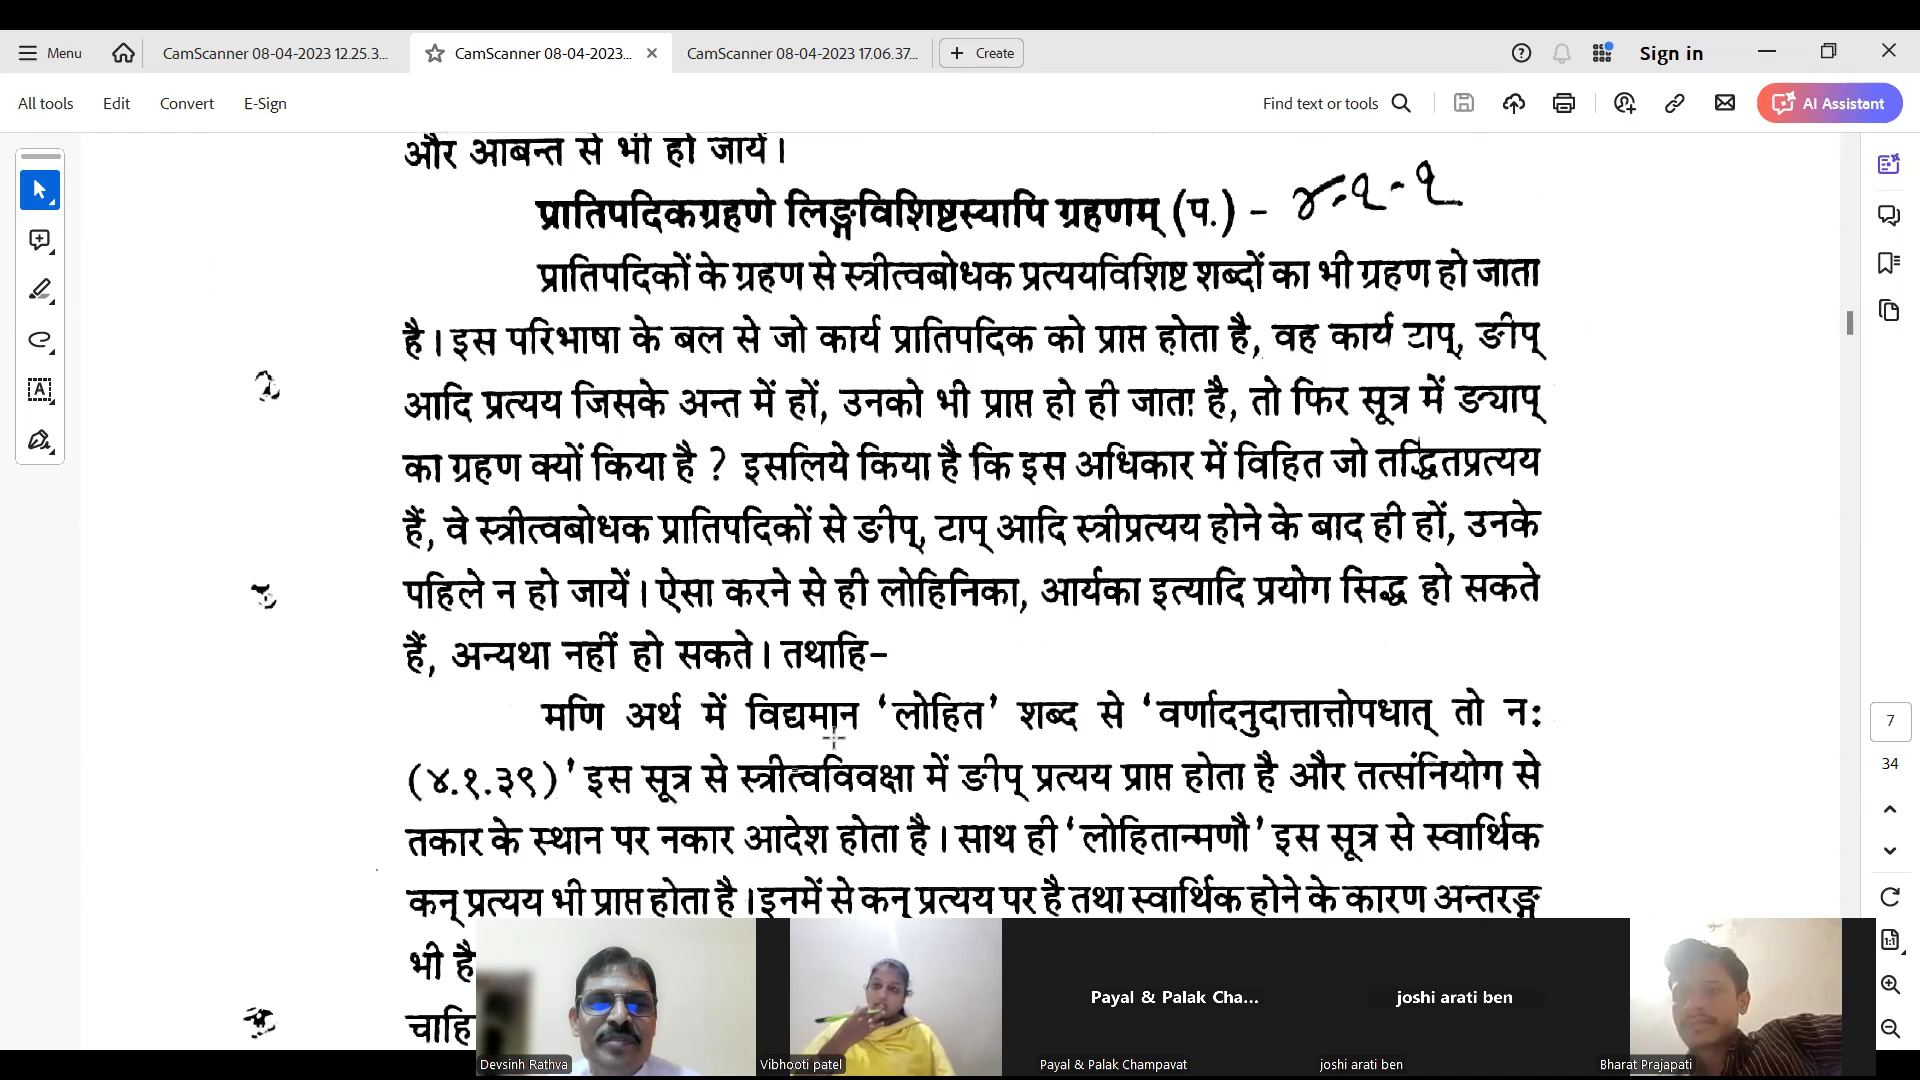 Menu
CamScanner 08-04-2023 12.25.3...
CamScanner 08-04-2023...
CamScanner 08-04-2023 17.06.37...
Create
Sign in
All tools
Edit
Convert
E-Sign
Find text or tools
AI Assistant
और आबन्त से भी हो जायें।
प्रातिपदिकग्रहणे लिङ्गविशिष्टस्यापि ग्रहणम् (प.) – ४-१-१
प्रातिपदिकों के ग्रहण से स्त्रीत्वबोधक प्रत्ययविशिष्ट शब्दों का भी ग्रहण हो जाता
है। इस परिभाषा के बल से जो कार्य प्रातिपदिक को प्राप्त होता है, वह कार्य टाप्, ङीप्
आदि प्रत्यय जिसके अन्त में हों, उनको भी प्राप्त हो ही जाता है, तो फिर सूत्र में ङ्याप्
का ग्रहण क्यों किया है ? इसलिये किया है कि इस अधिकार में विहित जो तद्धितप्रत्यय
हैं, वे स्त्रीत्वबोधक प्रातिपदिकों से ङीप्, टाप् आदि स्त्रीप्रत्यय होने के बाद ही हों, उनके
पहिले न हो जायें। ऐसा करने से ही लोहिनिका, आर्यका इत्यादि प्रयोग सिद्ध हो सकते
हैं, अन्यथा नहीं हो सकते। तथाहि–
मणि अर्थ में विद्यमान ‘लोहित’ शब्द से ‘वर्णादनुदात्तात्तोपधात् तो नः
(४.१.३९)’ इस सूत्र से स्त्रीत्वविवक्षा में ङीप् प्रत्यय प्राप्त होता है और तत्संनियोग से
तकार के स्थान पर नकार आदेश होता है। साथ ही ‘लोहितान्मणौ’ इस सूत्र से स्वार्थिक
कन् प्रत्यय भी प्राप्त होता है। इनमें से कन् प्रत्यय पर है तथा स्वार्थिक होने के कारण अन्तरङ्ग
भी है
चाहि
7
34
Payal & Palak Cha...
joshi arati ben
Devsinh Rathva
Vibhooti patel
Payal & Palak Champavat
joshi arati ben
Bharat Prajapati